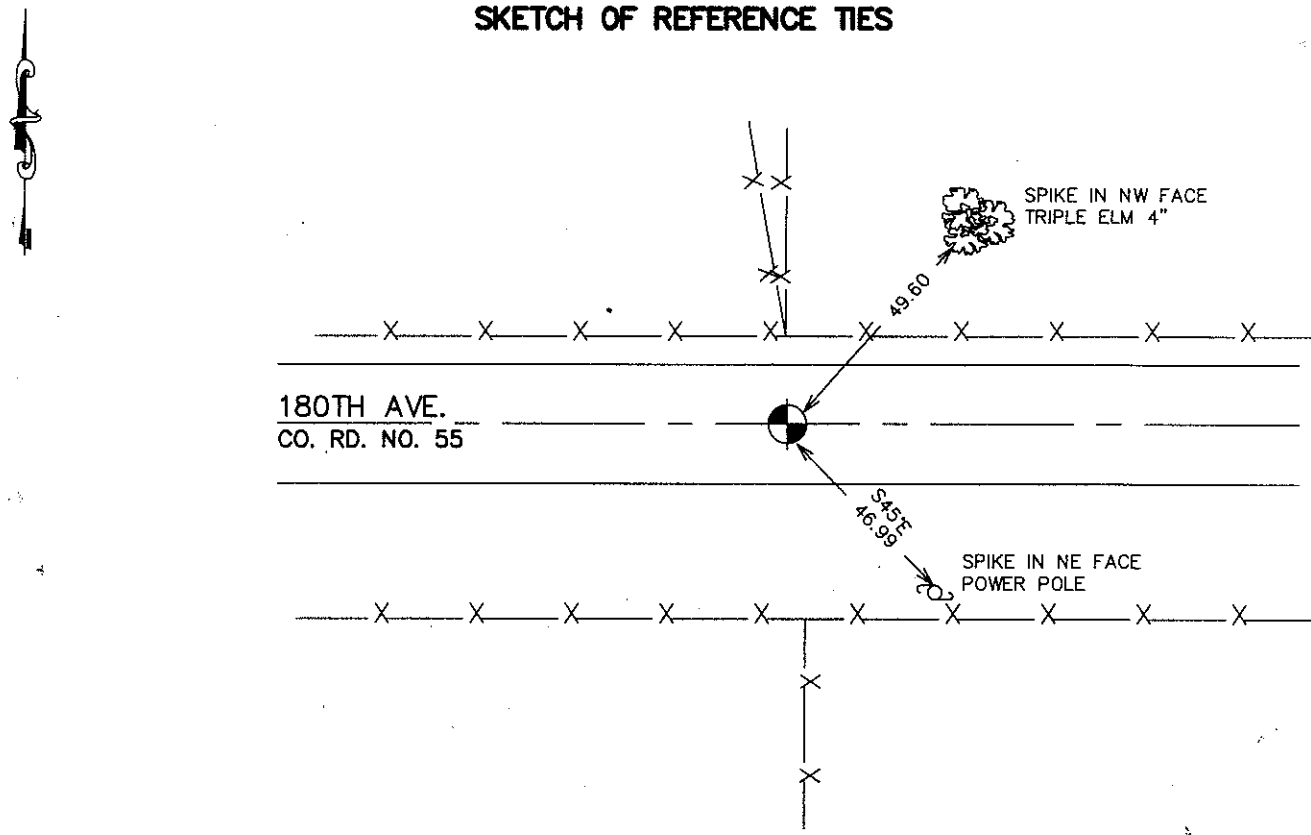 SKETCH OF REFERENCE TIES
SPIKE IN NW FACE
TRIPLE ELM 4"
49.60
180TH AVE.
CO. RD. NO. 55
S45°E
46.99
SPIKE IN NE FACE
POWER POLE